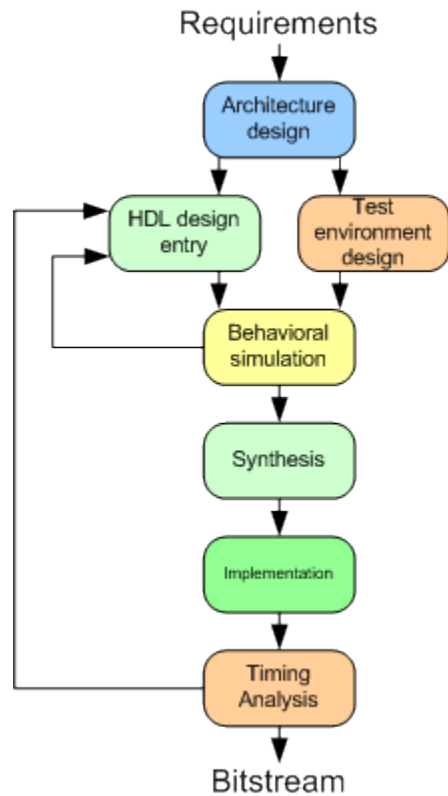 Requirements
Architecture
design
HDL design
entry
Test
environment
design
Behavioral
simulation
Synthesis
Implementation
Timing
Analysis
Bitstream